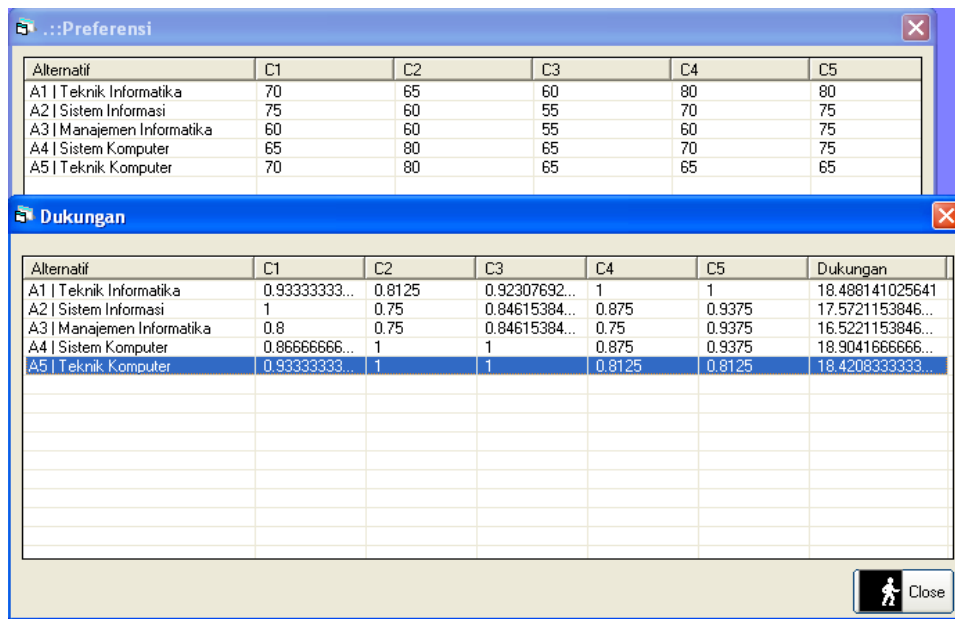 .::Preferensi
Alternatif C1 C2 C3 C4 C5
A1 | Teknik Informatika 70 65 60 80 80
A2 | Sistem Informasi 75 60 55 70 75
A3 | Manajemen Informatika 60 60 55 60 75
A4 | Sistem Komputer 65 80 65 70 75
A5 | Teknik Komputer 70 80 65 65 65
Dukungan
Alternatif C1 C2 C3 C4 C5 Dukungan
A1 | Teknik Informatika 0.93333333... 0.8125 0.92307692... 1 1 18.488141025641
A2 | Sistem Informasi 1 0.75 0.84615384... 0.875 0.9375 17.5721153846...
A3 | Manajemen Informatika 0.8 0.75 0.84615384... 0.75 0.9375 16.5221153846...
A4 | Sistem Komputer 0.86666666... 1 1 0.875 0.9375 18.9041666666...
A5 | Teknik Komputer 0.93333333... 1 1 0.8125 0.8125 18.4208333333...
Close